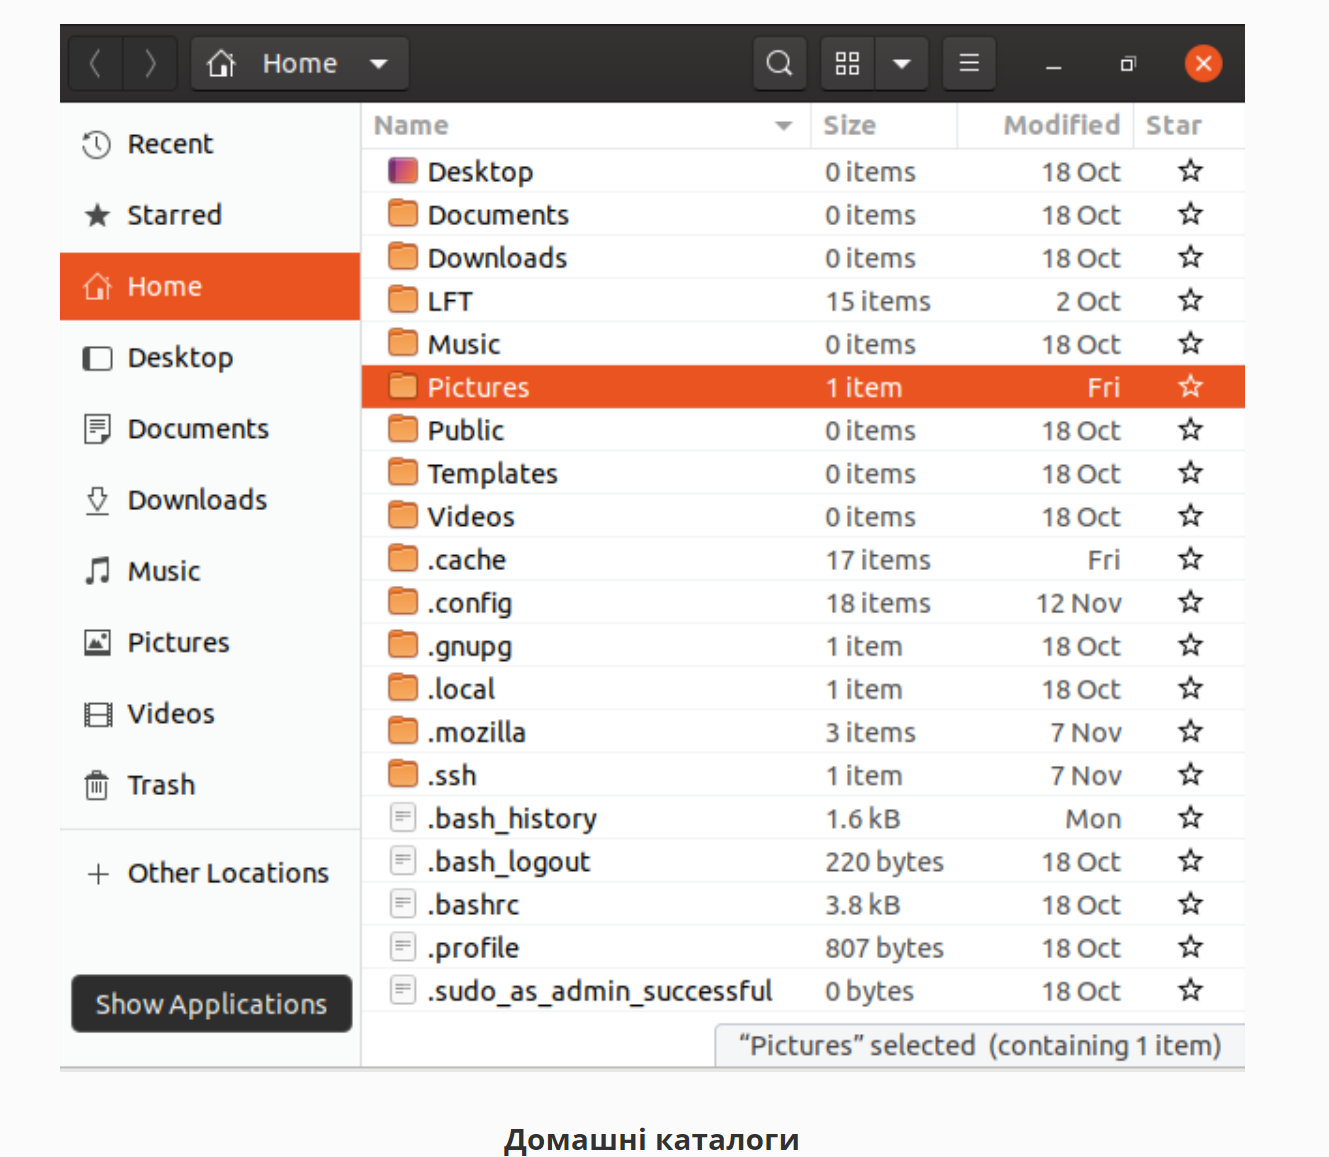 Home
Recent
Starred
Home
Desktop
Documents
Downloads
Music
Pictures
Videos
Trash
Other Locations
Show Applications
Name Size Modified Star
Desktop 0 items 18 Oct
Documents 0 items 18 Oct
Downloads 0 items 18 Oct
LFT 15 items 2 Oct
Music 0 items 18 Oct
Pictures 1 item Fri
Public 0 items 18 Oct
Templates 0 items 18 Oct
Videos 0 items 18 Oct
.cache 17 items Fri
.config 18 items 12 Nov
.gnupg 1 item 18 Oct
.local 1 item 18 Oct
.mozilla 3 items 7 Nov
.ssh 1 item 7 Nov
.bash_history 1.6 kB Mon
.bash_logout 220 bytes 18 Oct
.bashrc 3.8 kB 18 Oct
.profile 807 bytes 18 Oct
.sudo_as_admin_successful 0 bytes 18 Oct
“Pictures” selected (containing 1 item)
Домашні каталоги